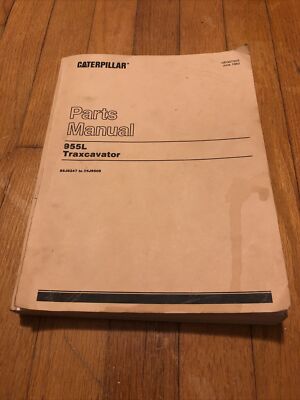 CATERPILLAR
Parts
Manual
955L
Traxcavator